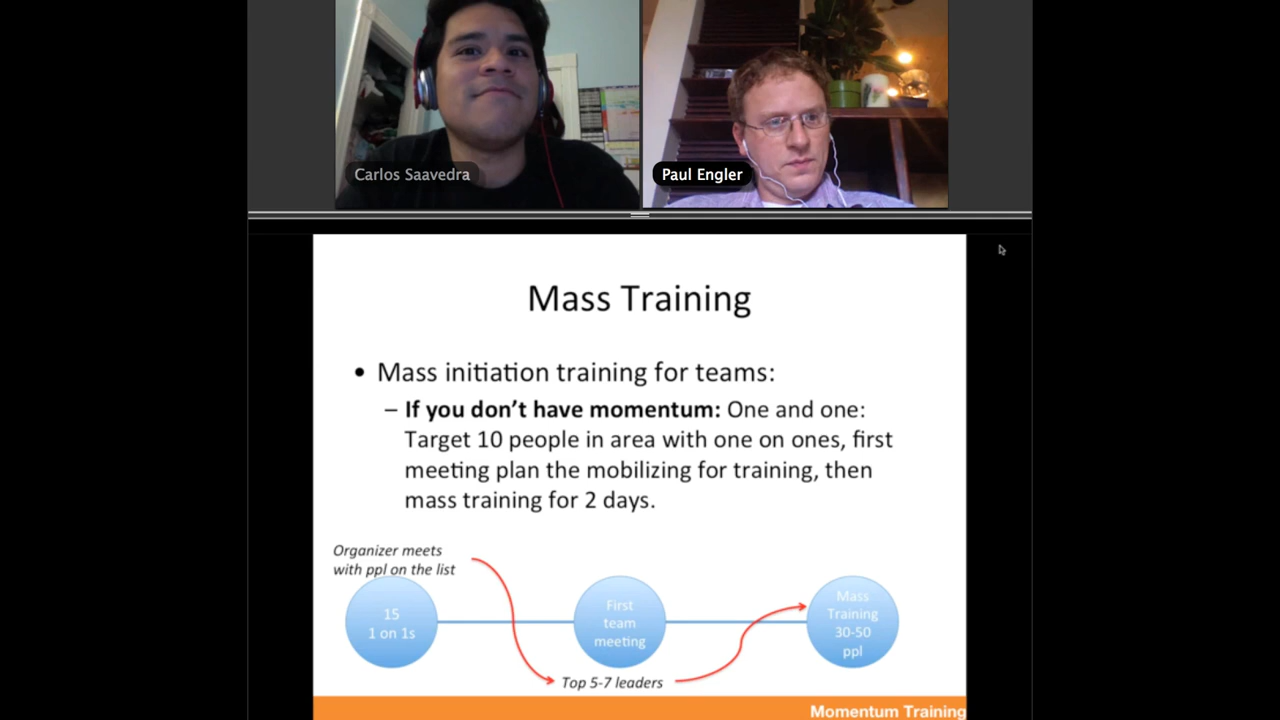 Carlos Saavedra
Paul Engler
Mass Training
• Mass initiation training for teams:
– If you don't have momentum: One and one:
Target 10 people in area with one on ones, first
meeting plan the mobilizing for training, then
mass training for 2 days.
Organizer meets
with ppl on the list
15
1 on 1s
First
team
meeting
Mass
Training
30-50
ppl
Top 5-7 leaders
Momentum Training